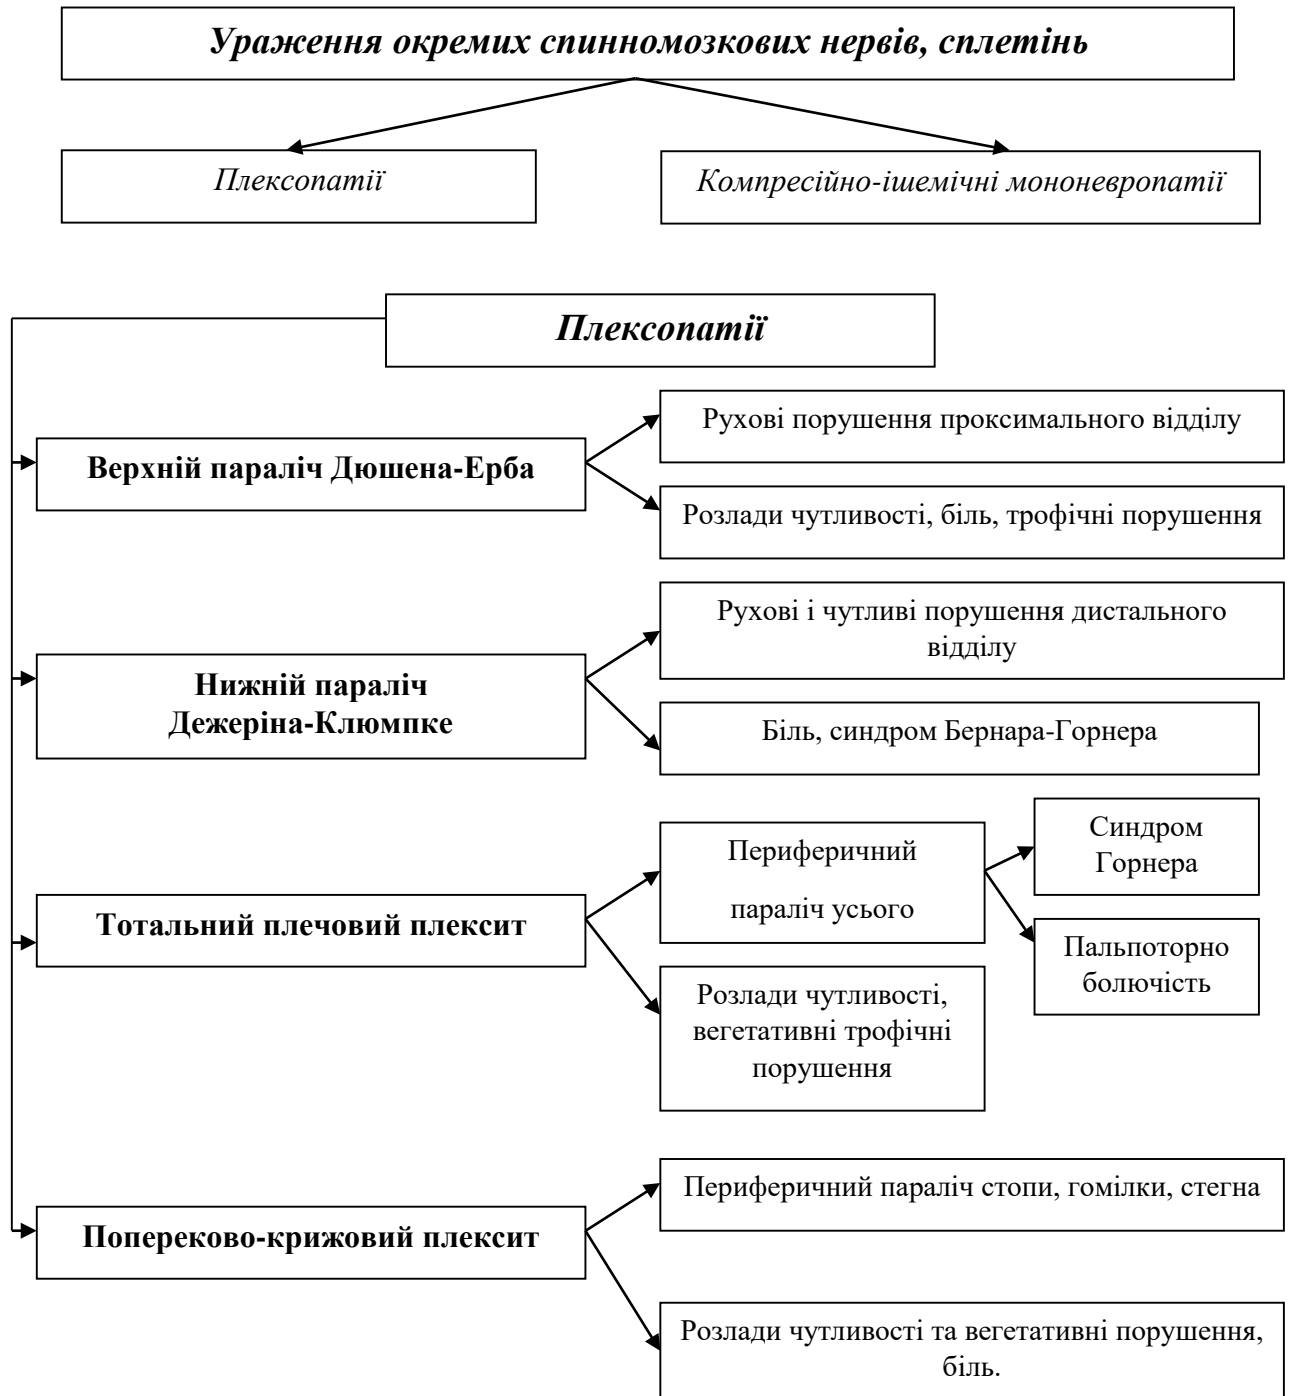 Ураження окремих спинномозкових нервів, сплетінь
Плексопатії
Компресійно-ішемічні мононевропатії
Плексопатії
Верхній параліч Дюшена-Ерба
Рухові порушення проксимального відділу
Розлади чутливості, біль, трофічні порушення
Нижній параліч
Дежеріна-Клюмпке
Рухові і чутливі порушення дистального
відділу
Біль, синдром Бернара-Горнера
Тотальний плечовий плексит
Периферичний
параліч усього
Синдром
Горнера
Пальпоторно
болючість
Розлади чутливості,
вегетативні трофічні
порушення
Попереково-крижовий плексит
Периферичний параліч стопи, гомілки, стегна
Розлади чутливості та вегетативні порушення,
біль.